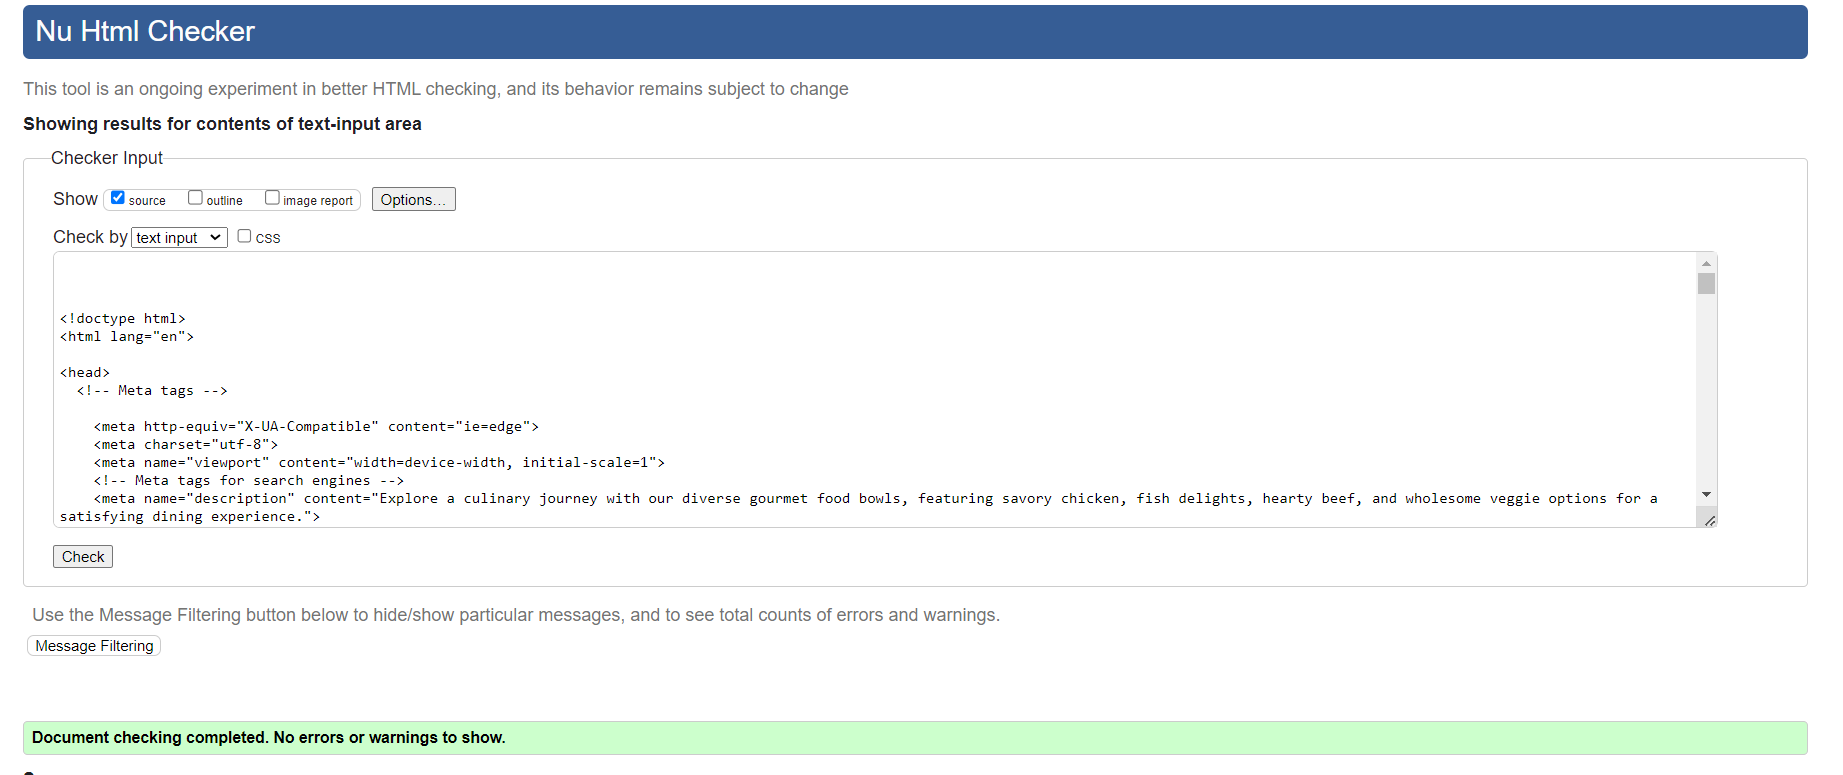 Nu Html Checker
This tool is an ongoing experiment in better HTML checking, and its behavior remains subject to change
Showing results for contents of text-input area
Checker Input
Show source outline image report Options...
Check by text input CSS
<!doctype html>
<html lang="en">
<head>
<!-- Meta tags -->
<meta http-equiv="X-UA-Compatible" content="ie=edge">
<meta charset="utf-8">
<meta name="viewport" content="width=device-width, initial-scale=1">
<!-- Meta tags for search engines -->
<meta name="description" content="Explore a culinary journey with our diverse gourmet food bowls, featuring savory chicken, fish delights, hearty beef, and wholesome veggie options for a
satisfying dining experience.">
Check
Use the Message Filtering button below to hide/show particular messages, and to see total counts of errors and warnings.
Message Filtering
Document checking completed. No errors or warnings to show.